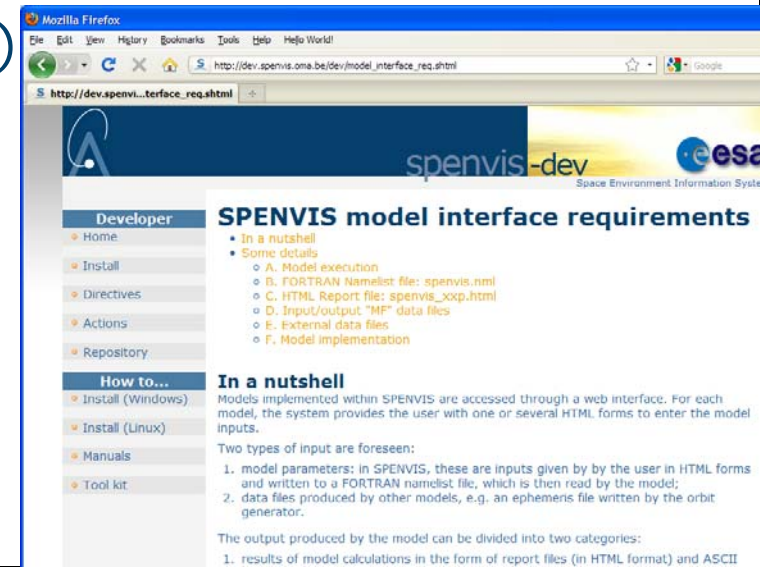 Mozilla Firefox
File Edit View History Bookmarks Tools Help Hello World!
http://dev.spenvis.oma.be/dev/model_interface_req.shtml
Google
http://dev.spenvi...terface_req.shtml
spenvis-dev
esa
Space Environment Information Syste
Developer
Home
Install
Directives
Actions
Repository
How to...
Install (Windows)
Install (Linux)
Manuals
Tool kit
SPENVIS model interface requirements
In a nutshell
Some details
A. Model execution
B. FORTRAN Namelist file: spenvis.nml
C. HTML Report file: spenvis_xxp.html
D. Input/output "MF" data files
E. External data files
F. Model implementation
In a nutshell
Models implemented within SPENVIS are accessed through a web interface. For each
model, the system provides the user with one or several HTML forms to enter the model
inputs.
Two types of input are foreseen:
1. model parameters: in SPENVIS, these are inputs given by by the user in HTML forms
and written to a FORTRAN namelist file, which is then read by the model;
2. data files produced by other models, e.g. an ephemeris file written by the orbit
generator.
The output produced by the model can be divided into two categories:
1. results of model calculations in the form of report files (in HTML format) and ASCII